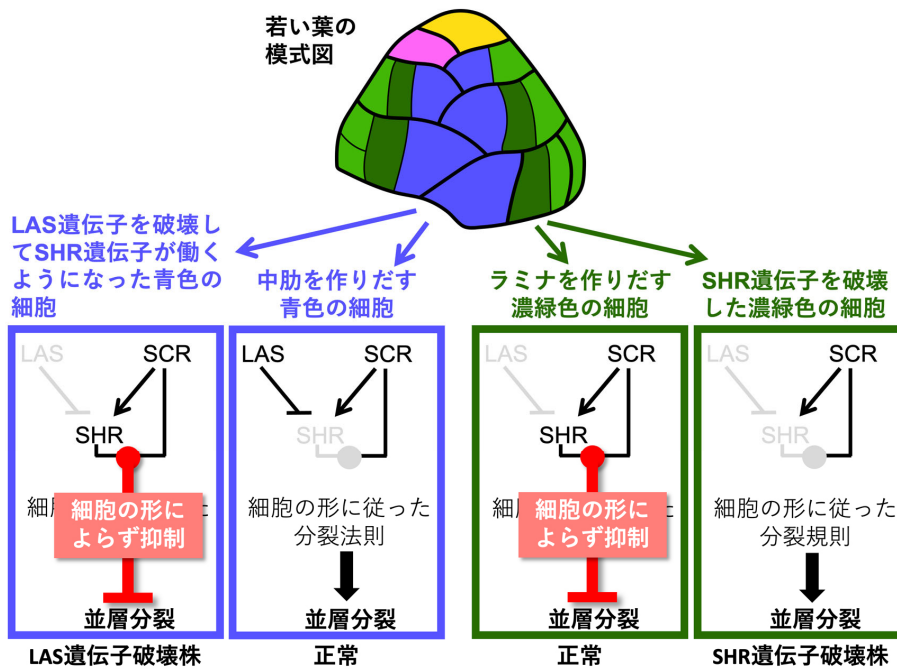 若い葉の
模式図
LAS遺伝子を破壊し
てSHR遺伝子が働く
ようになった青色の
細胞
中肋を作りだす
青色の細胞
ラミナを作りだす
濃緑色の細胞
SHR遺伝子を破壊
した濃緑色の細胞
LAS SCR
SHR
細胞の形に
よらず抑制
並層分裂
LAS遺伝子破壊株
LAS SCR
SHR
細胞の形に従った
分裂法則
並層分裂
正常
LAS SCR
SHR
細胞の形に
よらず抑制
並層分裂
正常
LAS SCR
SHR
細胞の形に従った
分裂規則
並層分裂
SHR遺伝子破壊株